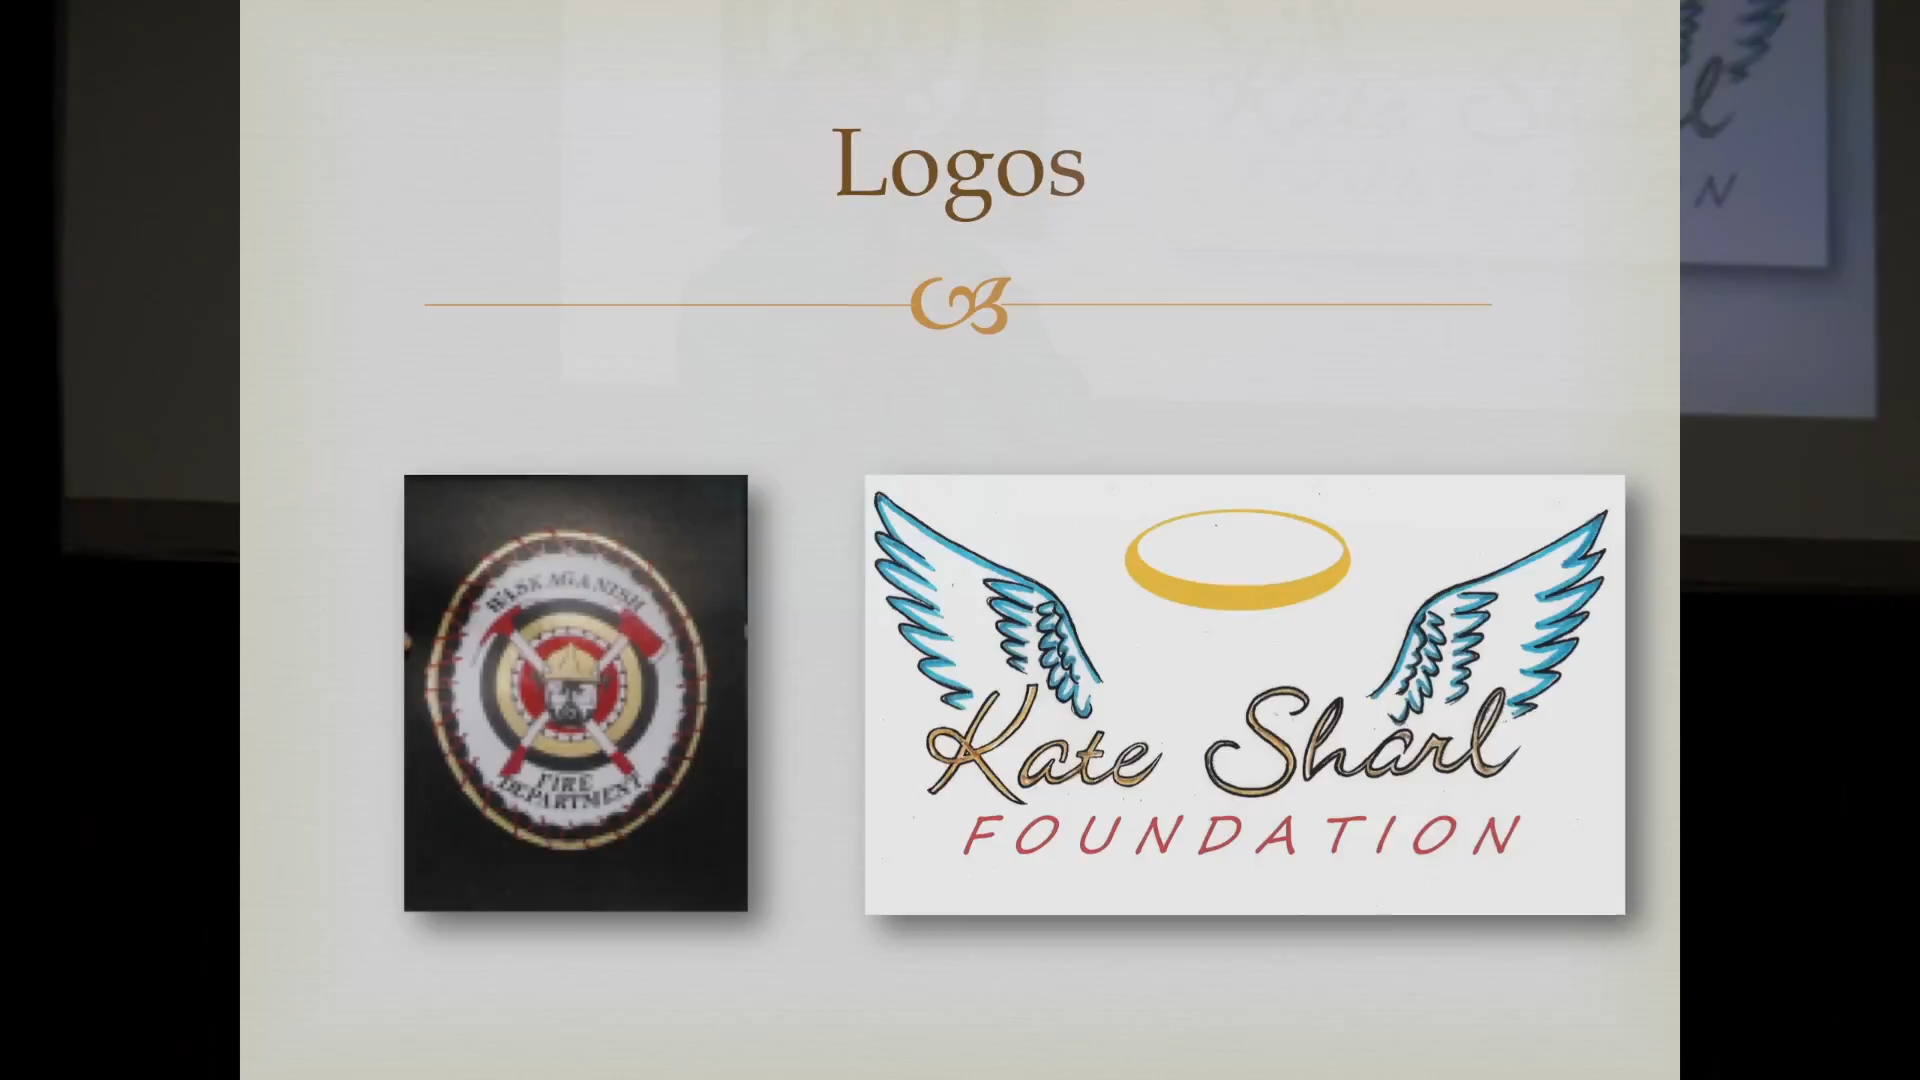 Logos
WASKAGANISH
FIRE
DEPARTMENT
Kate Sharl
FOUNDATION
l
N